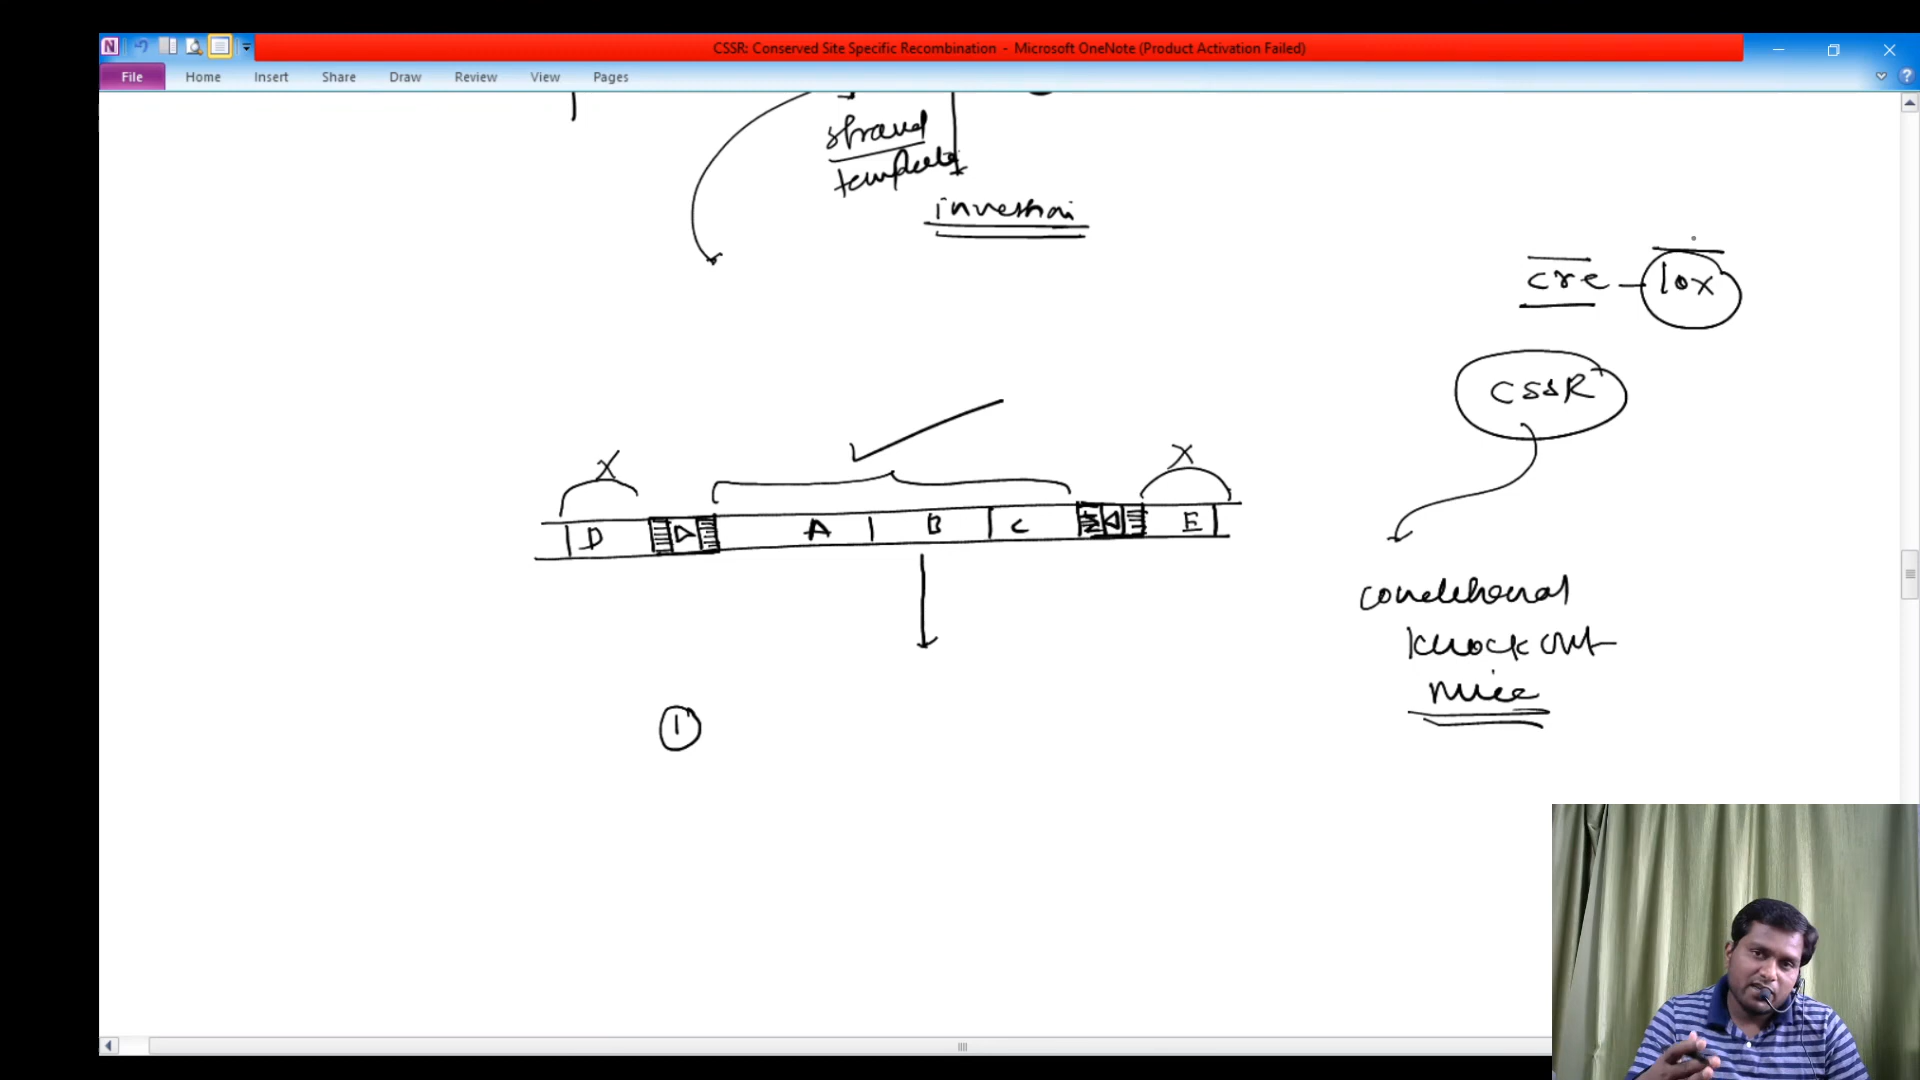 CSSR: Conserved Site Specific Recombination - Microsoft OneNote (Product Activation Failed)
File Home Insert Share Draw Review View Pages
strand
template
inversion
cre - lox
CSSR
X X
D A B C E
conditional
knock out
mice
1